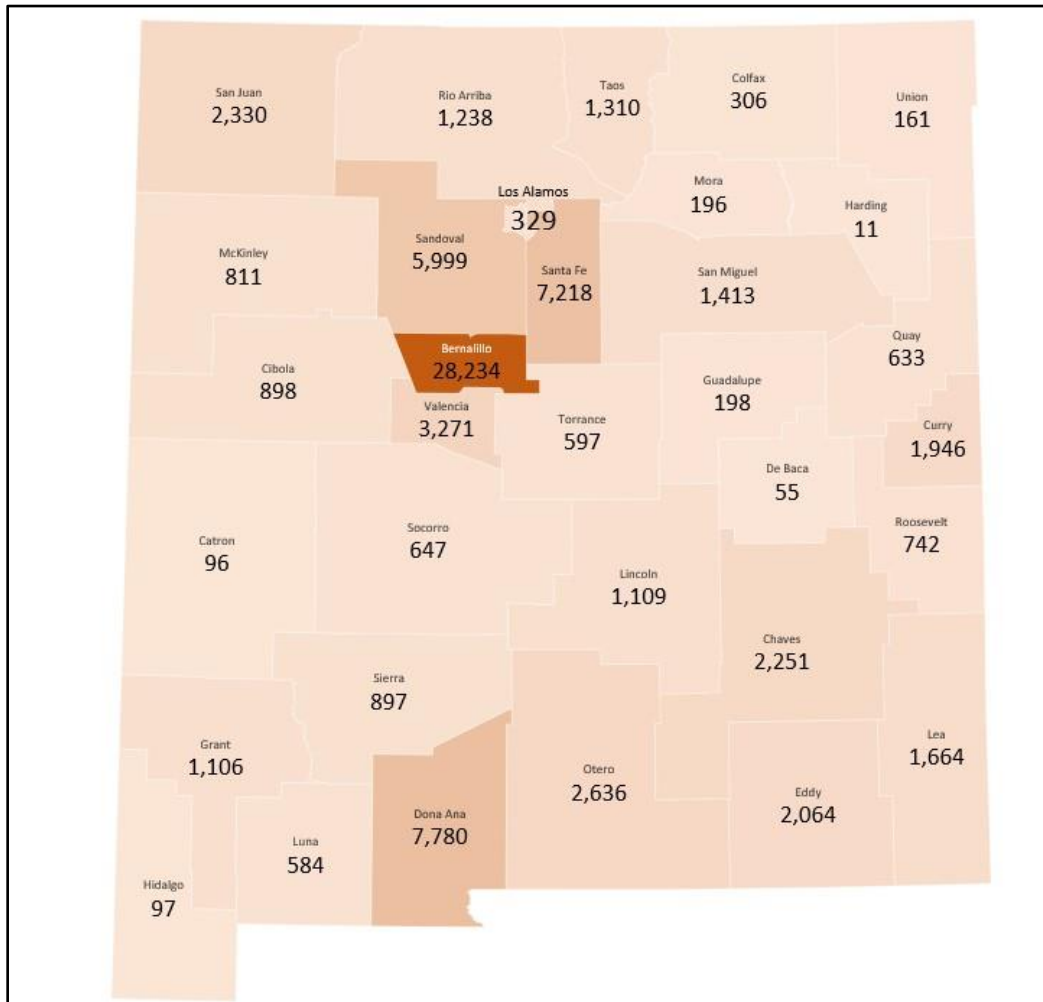 San Juan
2,330
Rio Arriba
1,238
Taos
1,310
Colfax
306
Union
161
Los Alamos
329
Mora
196
Harding
11
McKinley
811
Sandoval
5,999
Santa Fe
7,218
San Miguel
1,413
Quay
633
Bernalillo
28,234
Cibola
898
Guadalupe
198
Valencia
3,271
Torrance
597
Curry
1,946
De Baca
55
Catron
96
Socorro
647
Roosevelt
742
Lincoln
1,109
Chaves
2,251
Sierra
897
Grant
1,106
Otero
2,636
Lea
1,664
Eddy
2,064
Dona Ana
7,780
Luna
584
Hidalgo
97